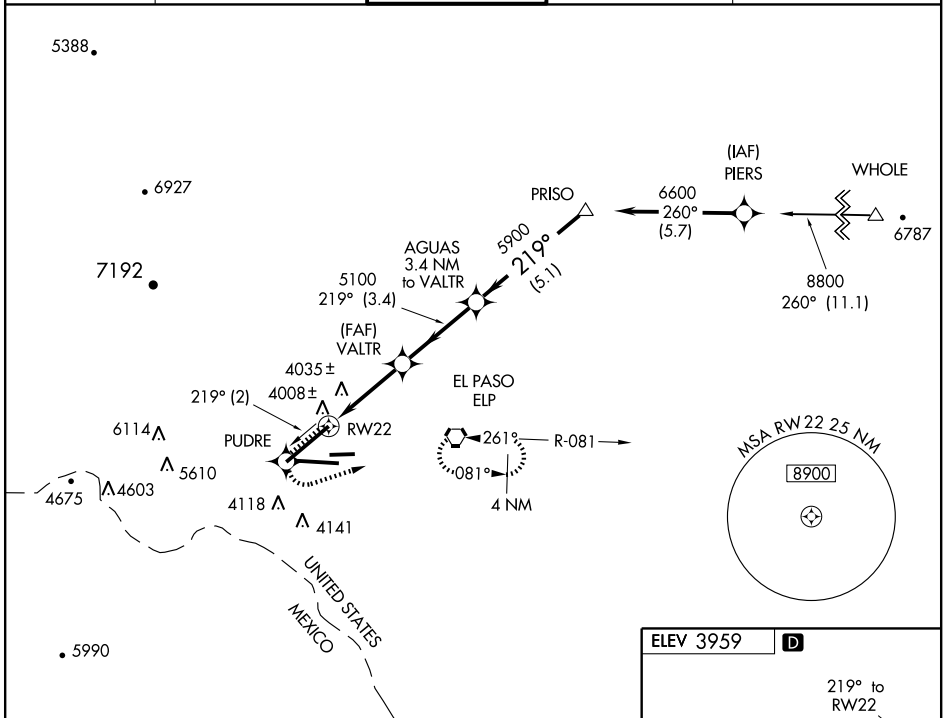 5388
6927
7192
(IAF)
PIERS
WHOLE
6787
PRISO
6600
260°
(5.7)
8800
260° (11.1)
5900
219°
(5.1)
AGUAS
3.4 NM
to VALTR
5100
219° (3.4)
(FAF)
VALTR
4035±
4008±
219° (2)
RW22
PUDRE
EL PASO
ELP
261°
R-081
081°
4 NM
6114
5610
4675
4603
4118
4141
MSA RW 22 25 NM
8900
UNITED STATES
MEXICO
5990
ELEV 3959
D
219° to
RW22